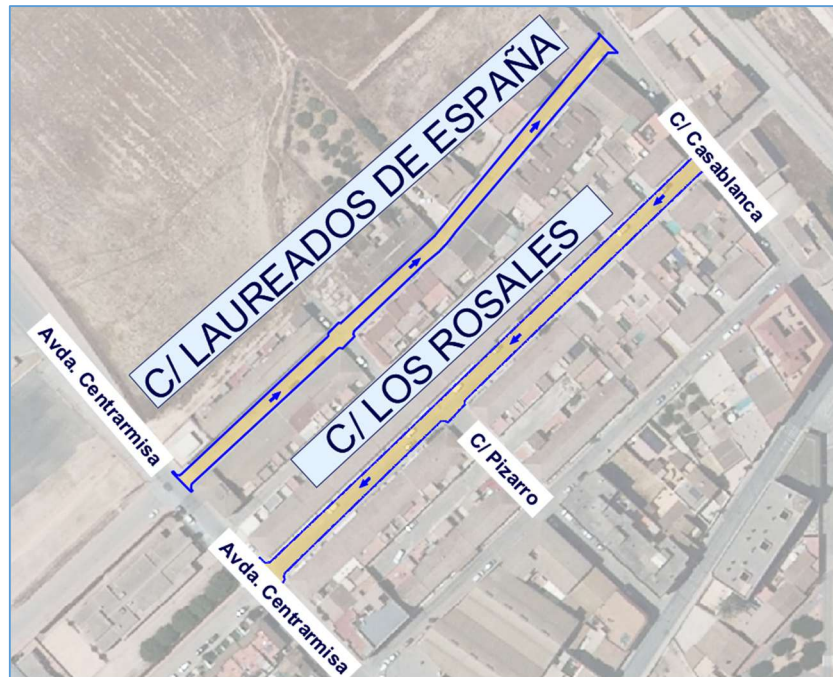 C/ LAUREADOS DE ESPAÑA
C/ Casablanca
C/ LOS ROSALES
Avda. Centrarmisa
C/ Pizarro
Avda. Centrarmisa